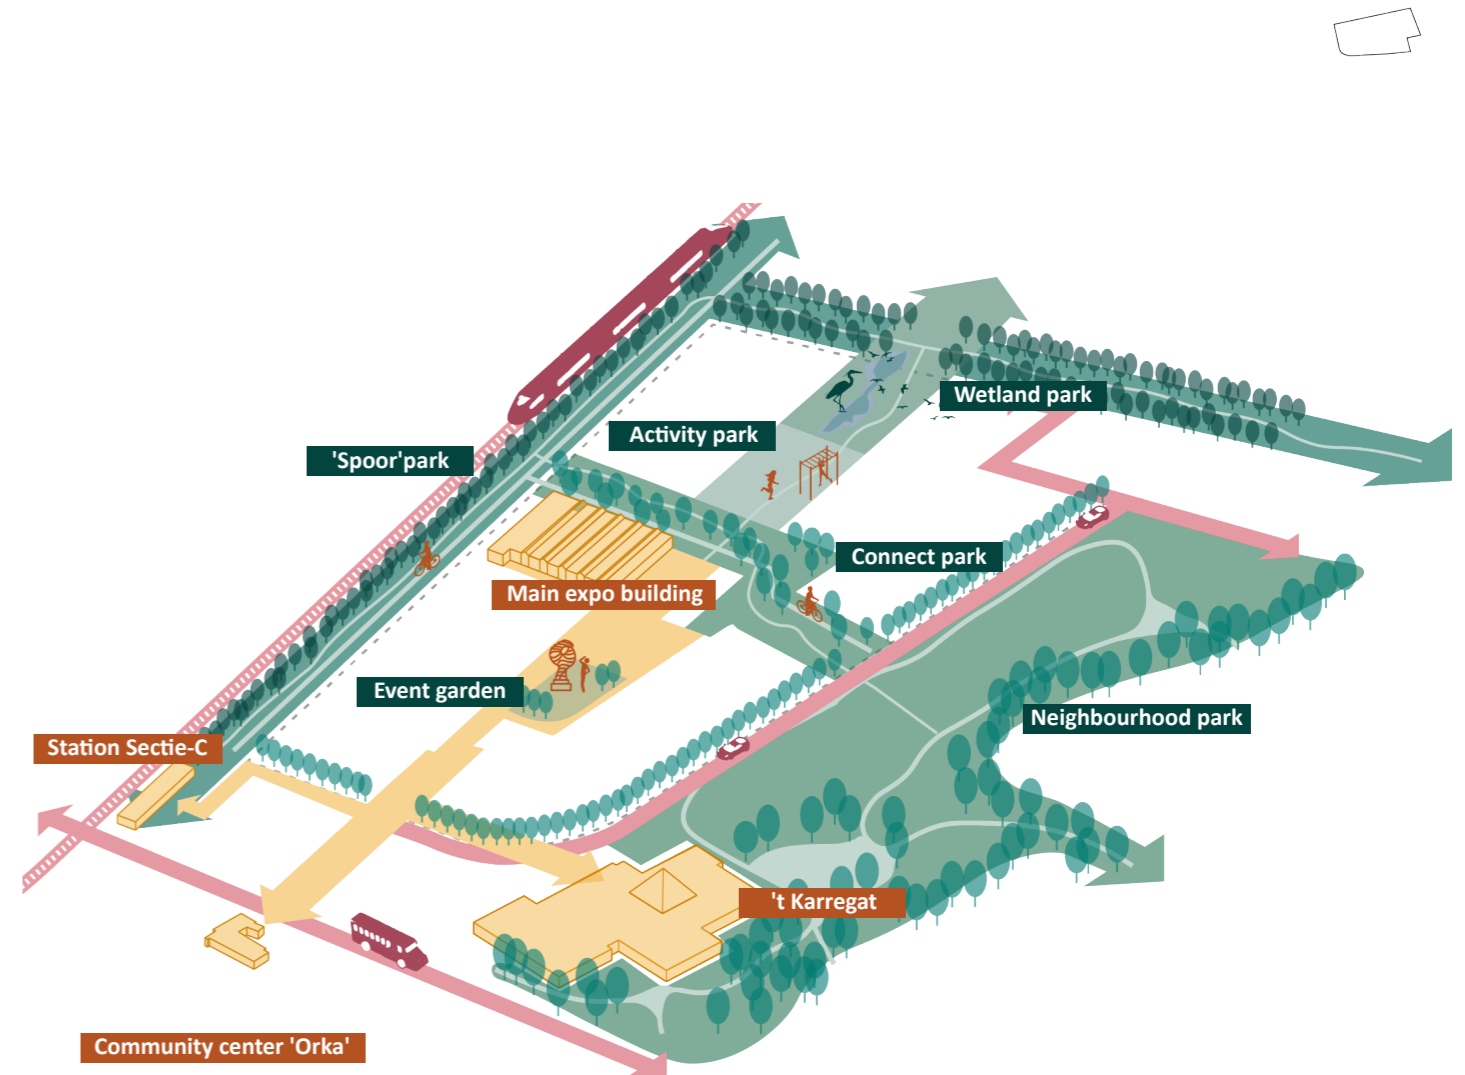 Wetland park
Activity park
'Spoor'park
Connect park
Main expo building
Event garden
Neighbourhood park
Station Sectie-C
't Karregat
Community center 'Orka'